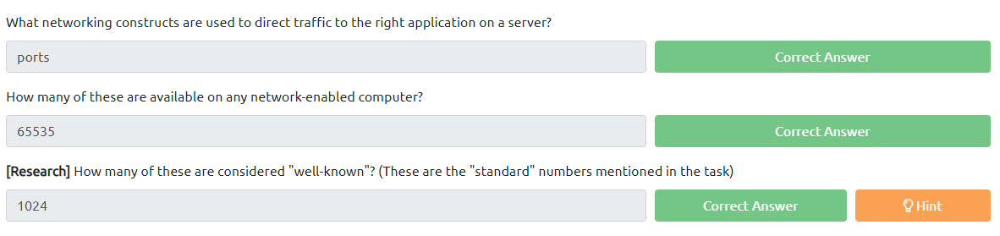 What networking constructs are used to direct traffic to the right application on a server?
ports Correct Answer
How many of these are available on any network-enabled computer?
65535 Correct Answer
[Research] How many of these are considered "well-known"? (These are the "standard" numbers mentioned in the task)
1024 Correct Answer Hint